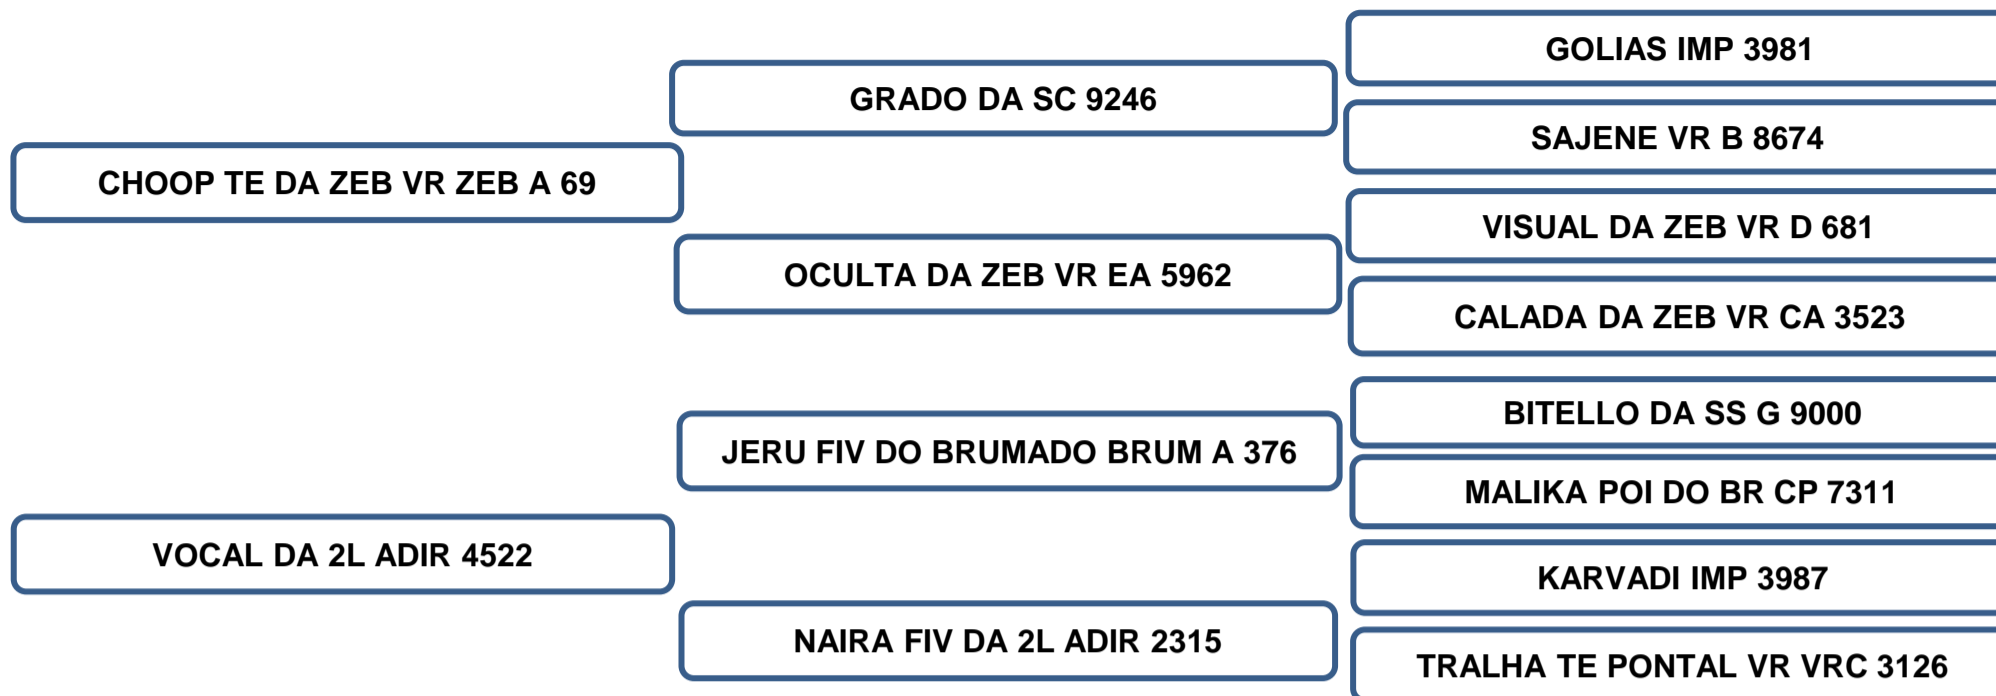 GOLIAS IMP 3981
GRADO DA SC 9246
SAJENE VR B 8674
CHOOP TE DA ZEB VR ZEB A 69
VISUAL DA ZEB VR D 681
OCULTA DA ZEB VR EA 5962
CALADA DA ZEB VR CA 3523
BITELLO DA SS G 9000
JERU FIV DO BRUMADO BRUM A 376
MALIKA POI DO BR CP 7311
VOCAL DA 2L ADIR 4522
KARVADI IMP 3987
NAIRA FIV DA 2L ADIR 2315
TRALHA TE PONTAL VR VRC 3126